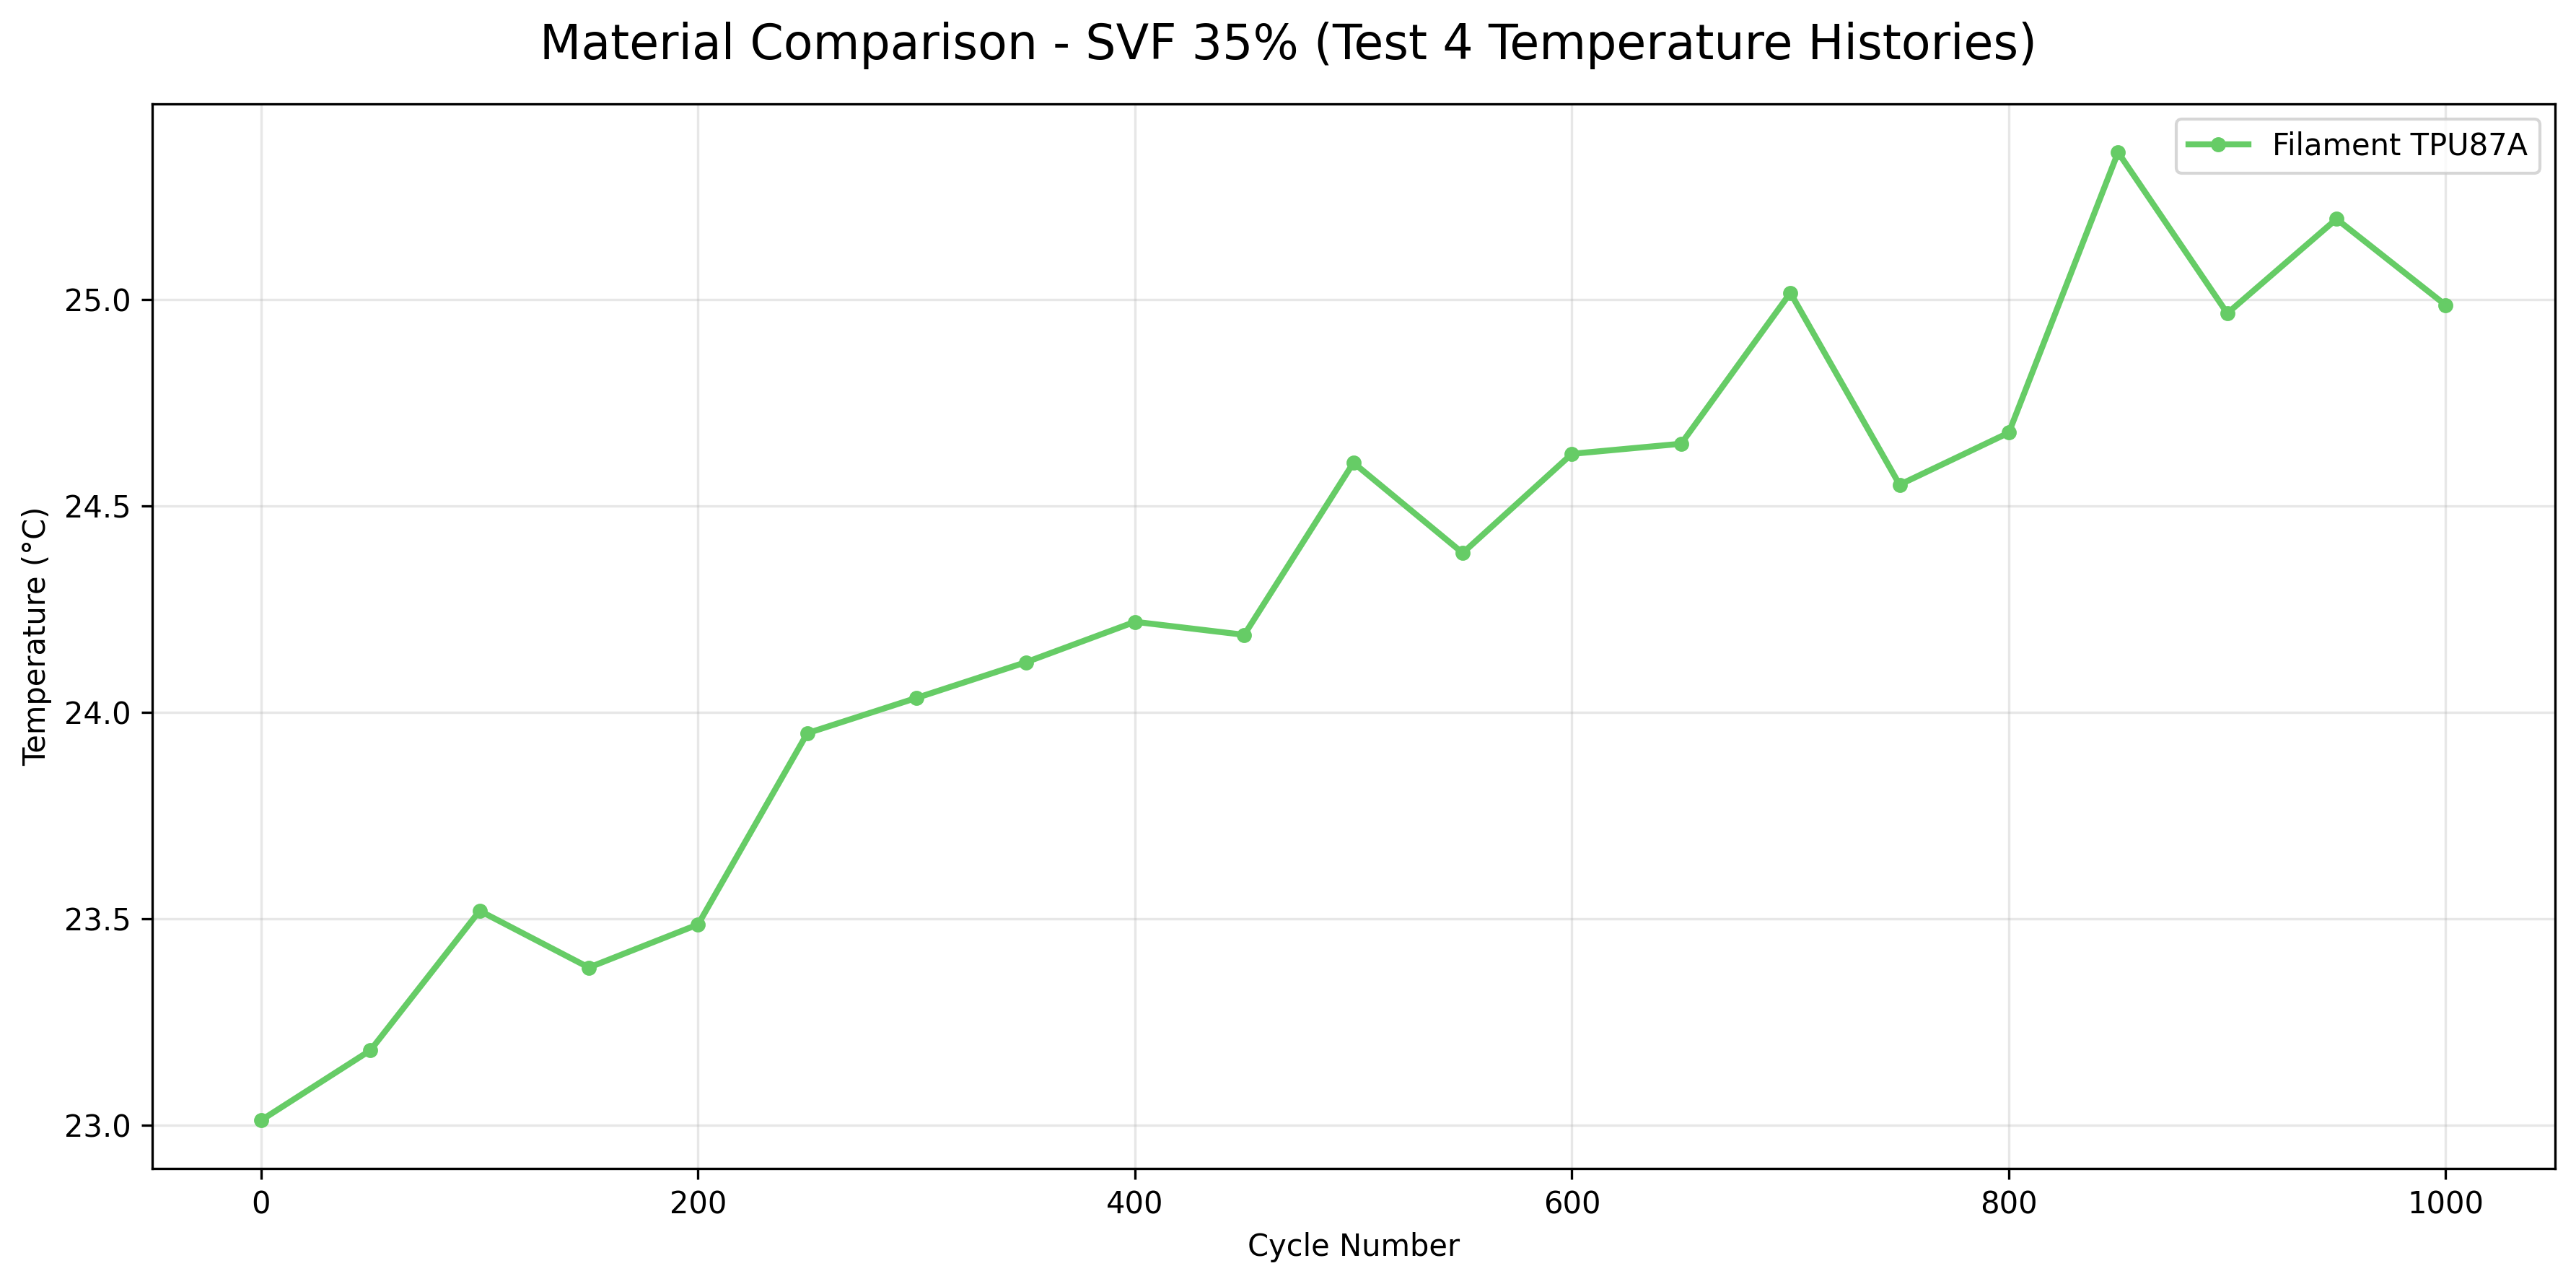 Material Comparison - SVF 35% (Test 4 Temperature Histories)
Filament TPU87A
Temperature (°C)
25.0
24.5
24.0
23.5
23.0
0 200 400 600 800 1000
Cycle Number